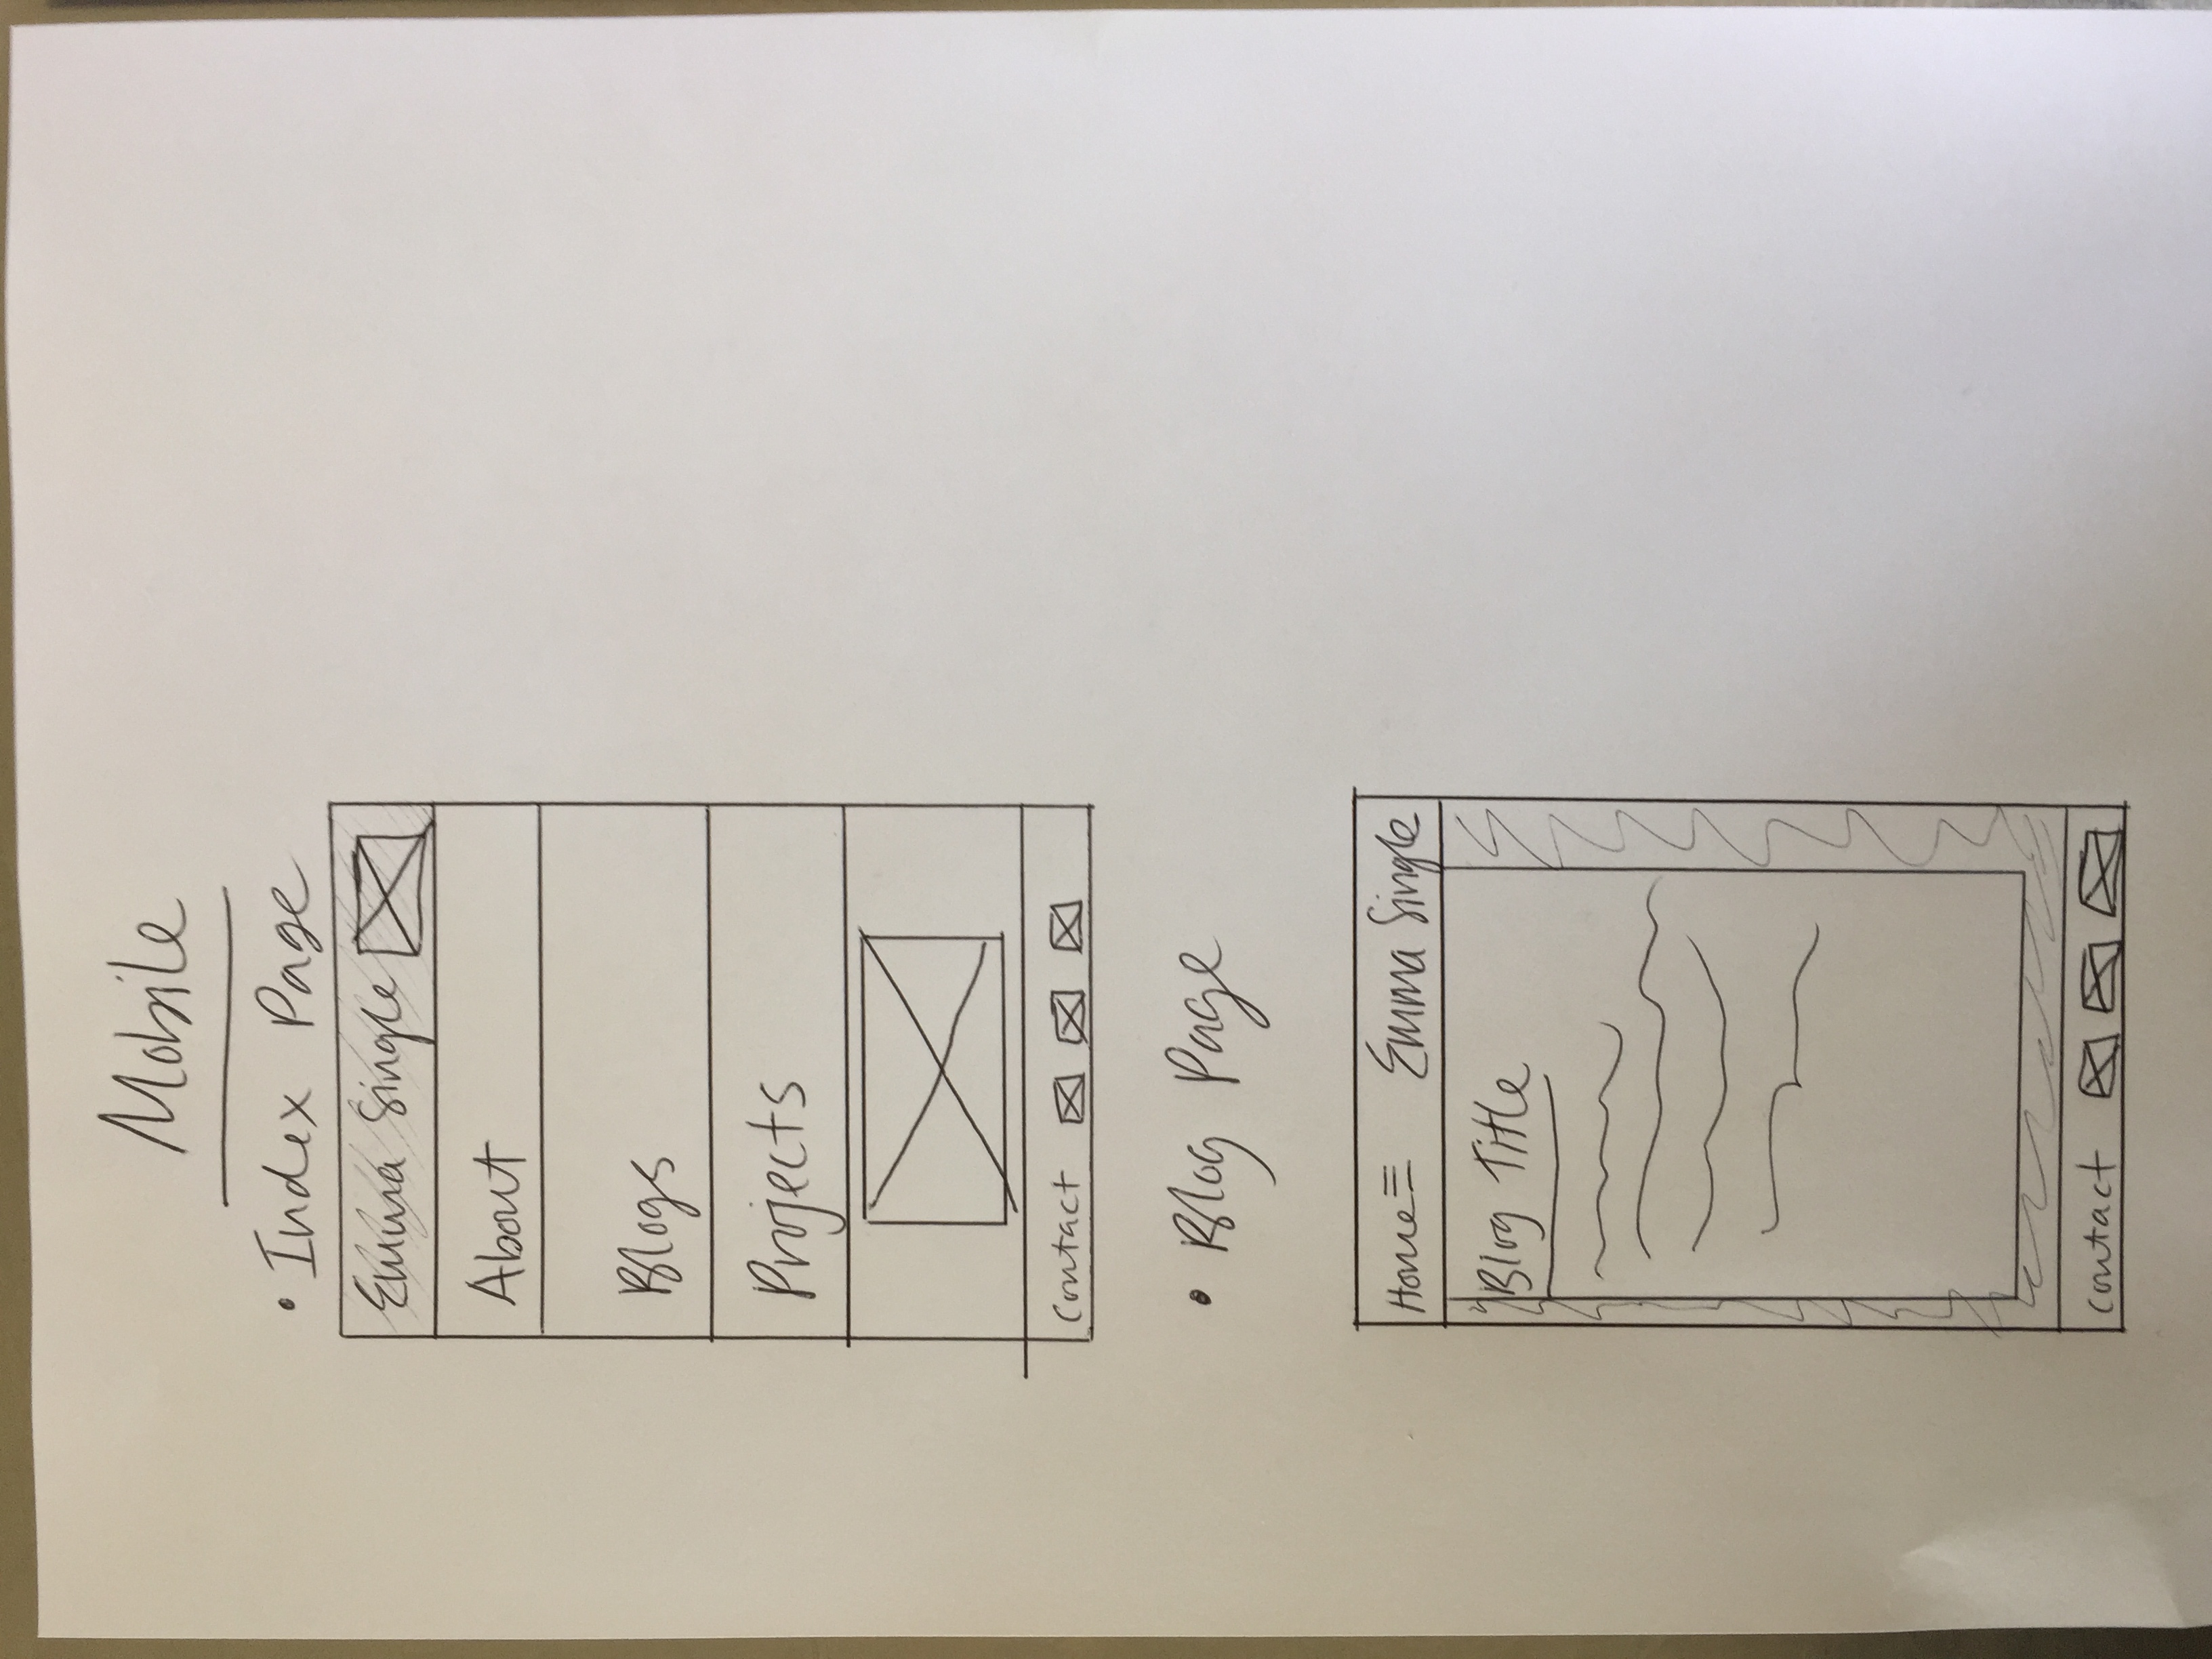 Mobile
• Index Page
Emma Single
About
Blogs
Projects
Contact
• Blog Page
Home Emma Single
Blog Title
contact